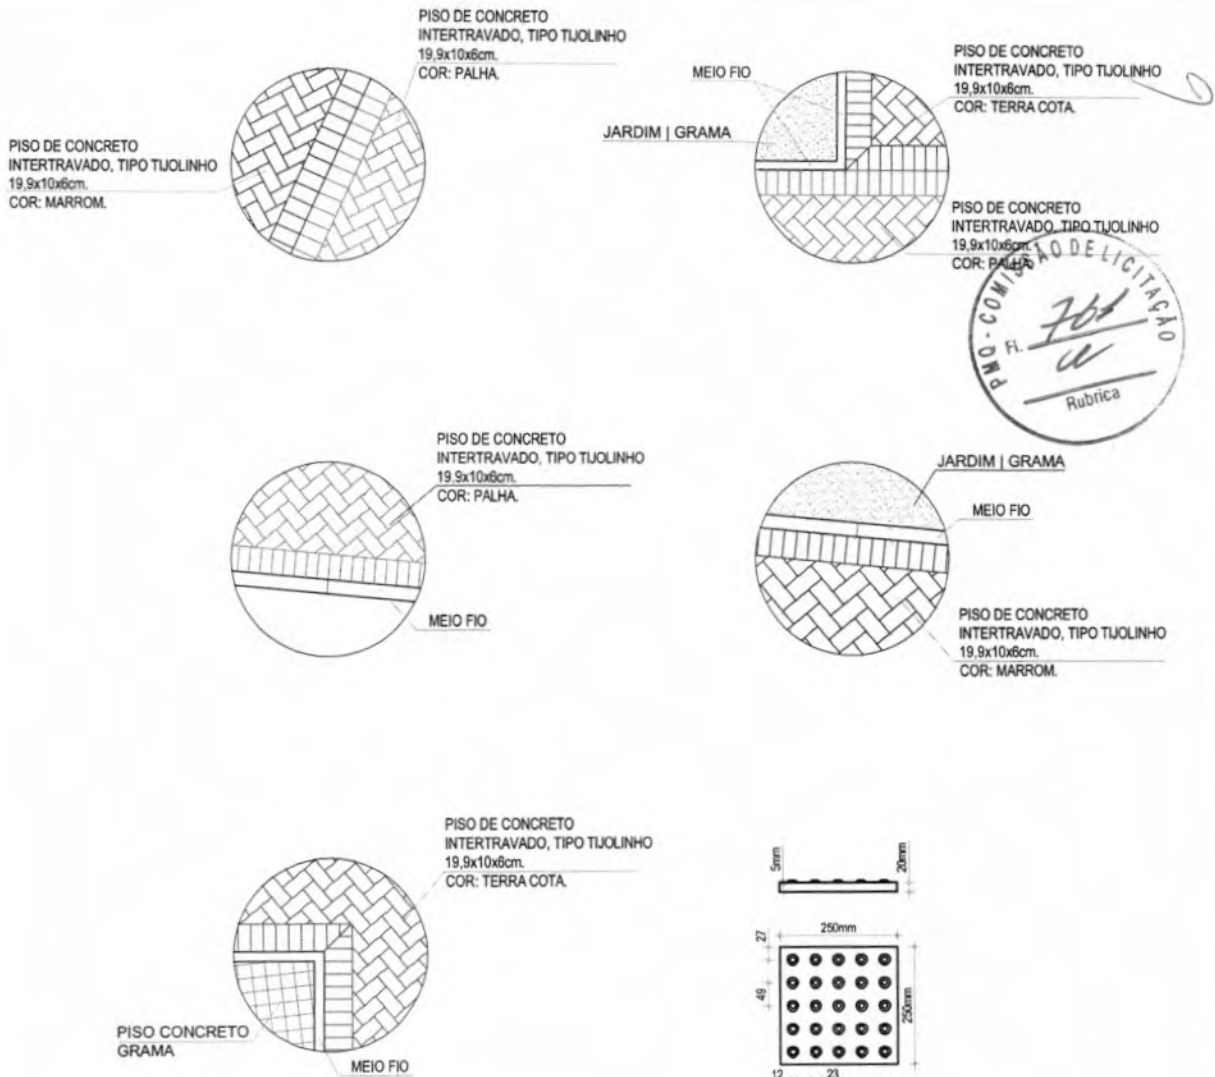 PISO DE CONCRETO
INTERTRAVADO, TIPO TIJOLINHO
19,9x10x6cm.
COR: PALHA.
PISO DE CONCRETO
INTERTRAVADO, TIPO TIJOLINHO
19,9x10x6cm.
COR: MARROM.
MEIO FIO
JARDIM | GRAMA
PISO DE CONCRETO
INTERTRAVADO, TIPO TIJOLINHO
19,9x10x6cm.
COR: TERRA COTA.
PISO DE CONCRETO
INTERTRAVADO, TIPO TIJOLINHO
19,9x10x6cm.
COR: PALHA.
PMQ - COMISSÃO DE LICITAÇÃO
Fl.
Rubrica
PISO DE CONCRETO
INTERTRAVADO, TIPO TIJOLINHO
19,9x10x6cm.
COR: PALHA.
MEIO FIO
JARDIM | GRAMA
MEIO FIO
PISO DE CONCRETO
INTERTRAVADO, TIPO TIJOLINHO
19,9x10x6cm.
COR: MARROM.
PISO DE CONCRETO
INTERTRAVADO, TIPO TIJOLINHO
19,9x10x6cm.
COR: TERRA COTA.
PISO CONCRETO
GRAMA
MEIO FIO
5mm
20mm
250mm
27
49
250mm
12
23